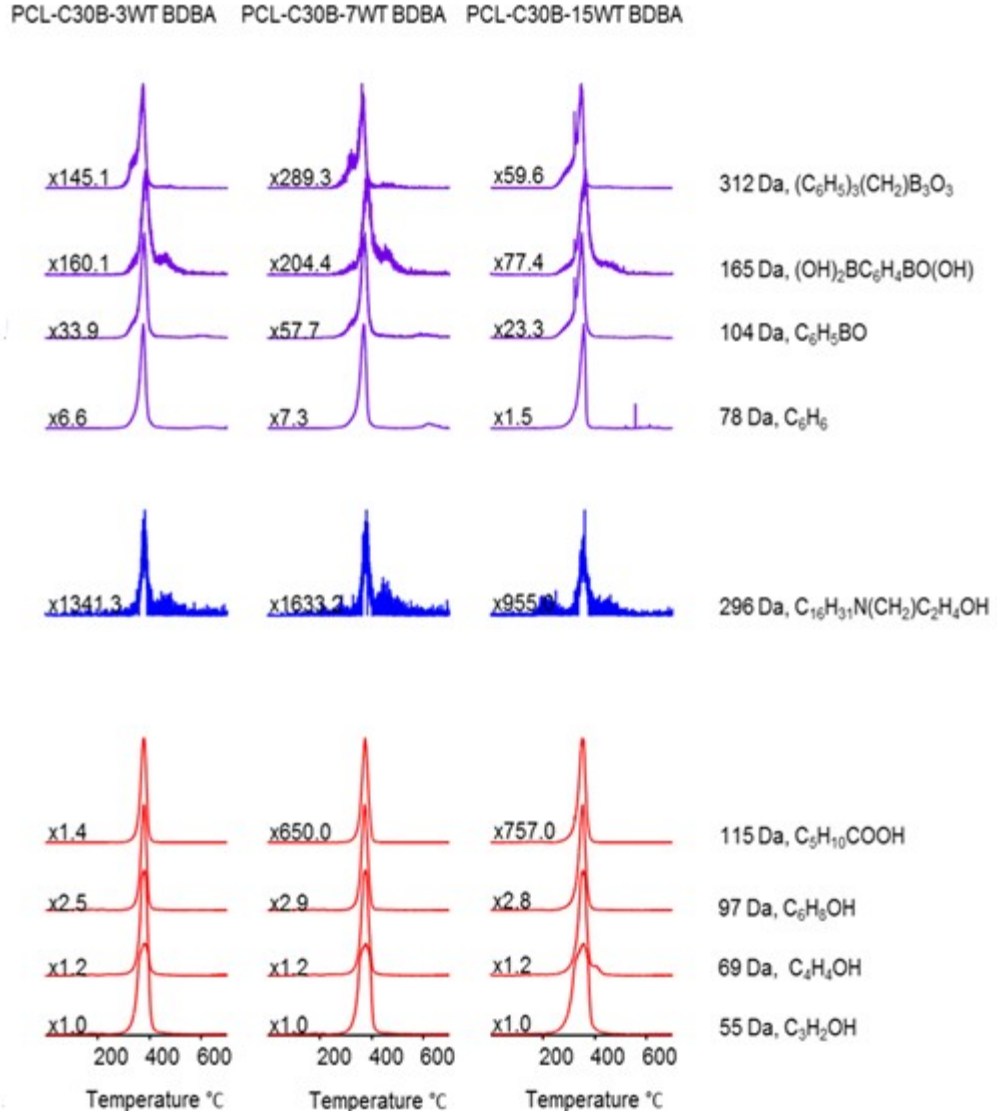 PCL-C30B-3WT BDBA PCL-C30B-7WT BDBA PCL-C30B-15WT BDBA
x145.1 x289.3 x59.6 312 Da, (C₆H₅)₃(CH₂)B₃O₃
x160.1 x204.4 x77.4 165 Da, (OH)₂BC₆H₄BO(OH)
x33.9 x57.7 x23.3 104 Da, C₆H₅BO
x6.6 x7.3 x1.5 78 Da, C₆H₆
x1341.3 x1633.2 x955.0 296 Da, C₁₆H₃₁N(CH₂)C₂H₄OH
x1.4 x650.0 x757.0 115 Da, C₅H₁₀COOH
x2.5 x2.9 x2.8 97 Da, C₆H₈OH
x1.2 x1.2 x1.2 69 Da, C₄H₄OH
x1.0 x1.0 x1.0 55 Da, C₃H₂OH
200 400 600 200 400 600 200 400 600
Temperature °C Temperature °C Temperature °C